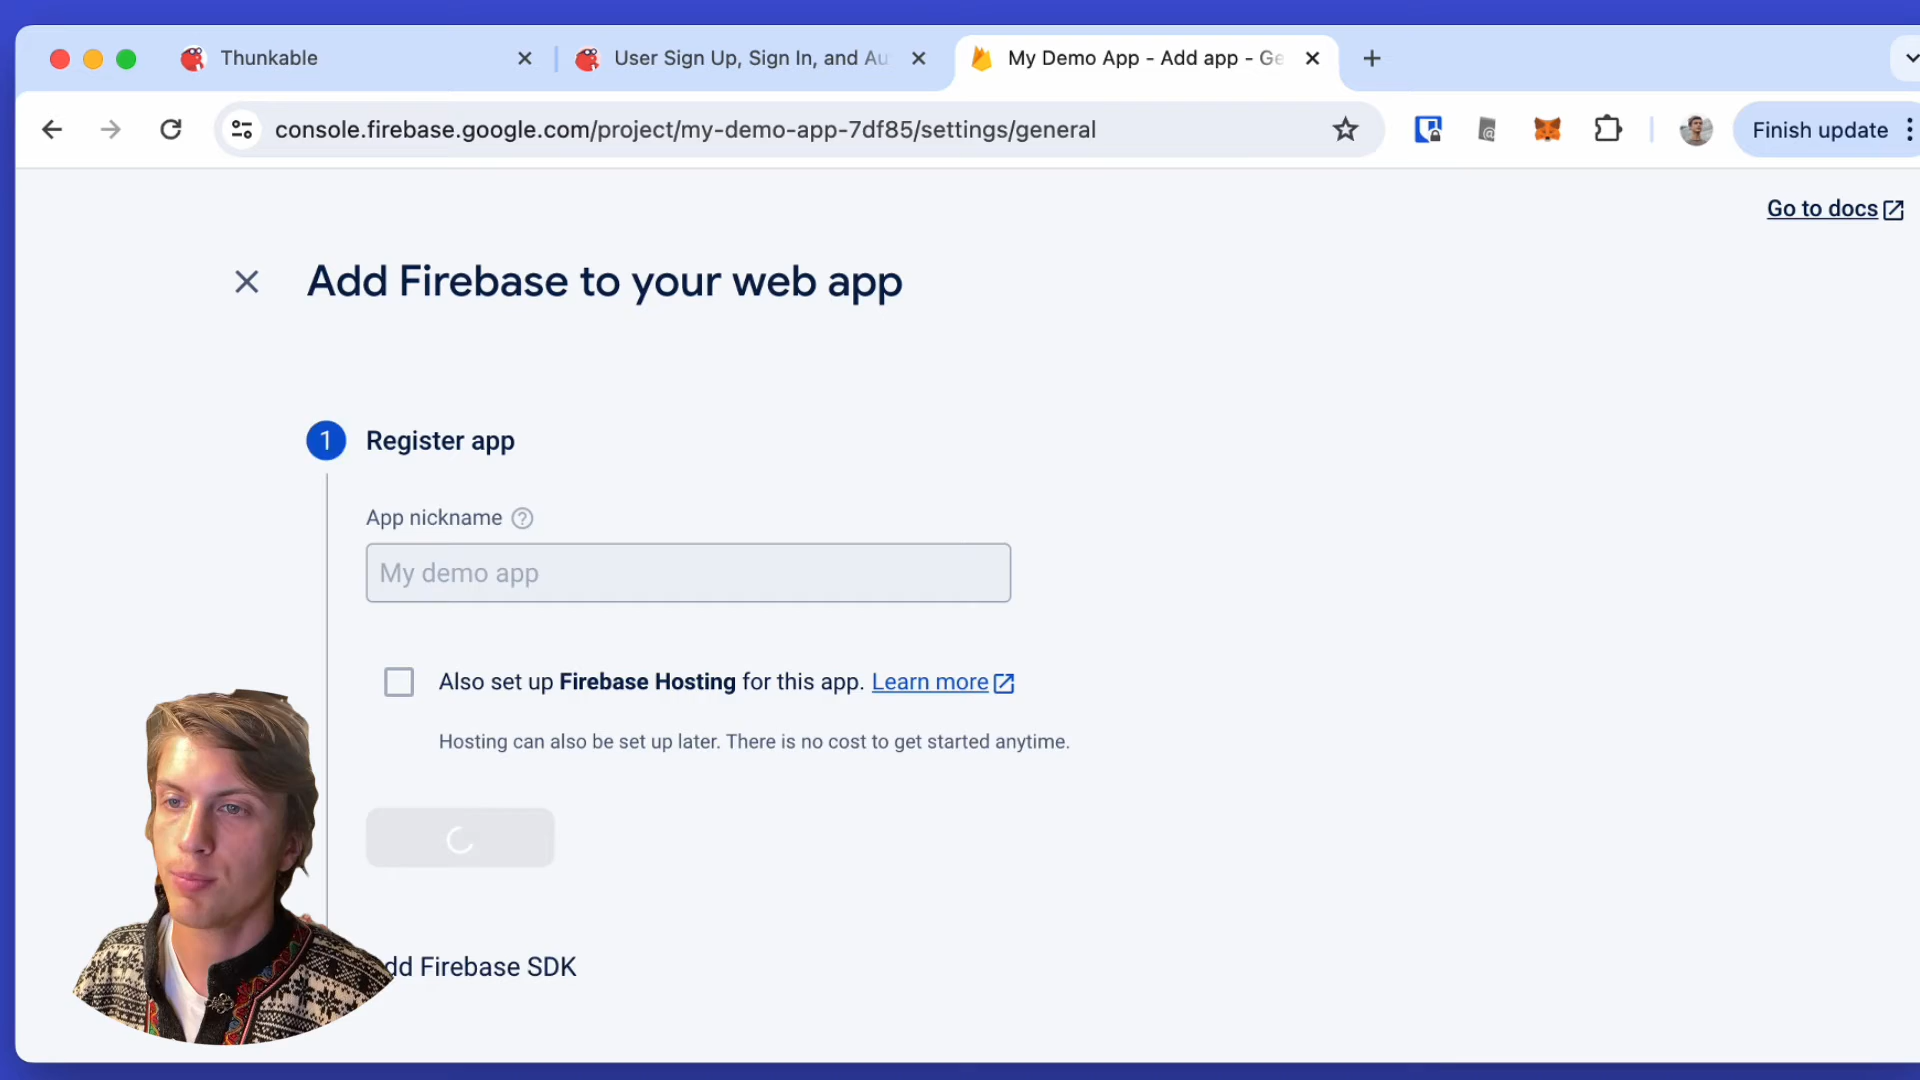 Thunkable
User Sign Up, Sign In, and Au
My Demo App - Add app - Ge
console.firebase.google.com/project/my-demo-app-7df85/settings/general
Finish update
Go to docs
Add Firebase to your web app
1 Register app
App nickname ?
My demo app
Also set up Firebase Hosting for this app. Learn more
Hosting can also be set up later. There is no cost to get started anytime.
dd Firebase SDK